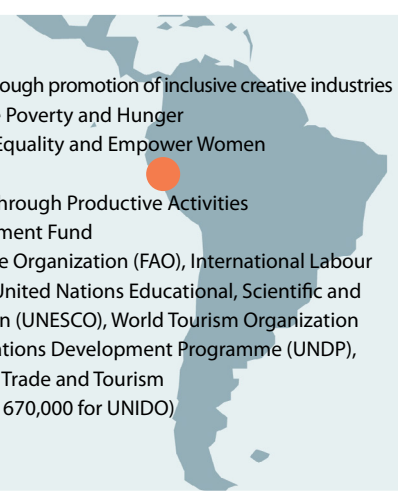 ough promotion of inclusive creative industries
Poverty and Hunger
Equality and Empower Women
hrough Productive Activities
ment Fund
e Organization (FAO), International Labour
United Nations Educational, Scientific and
n (UNESCO), World Tourism Organization
ations Development Programme (UNDP),
Trade and Tourism
670,000 for UNIDO)